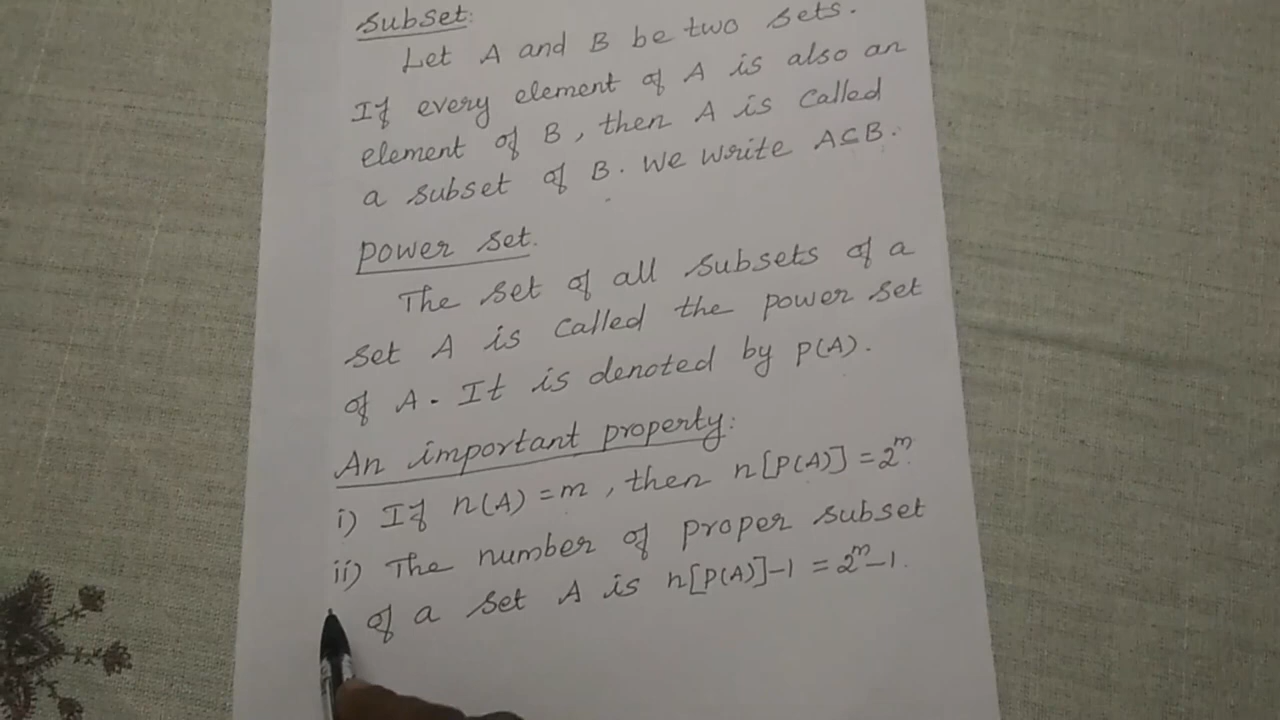 Subset:
Let A and B be two sets.
If every element of A is also an
element of B, then A is called
a subset of B. We write A⊆B.
power set.
The set of all subsets of a
set A is called the power set
of A. It is denoted by P(A).
An important property:
i) If n(A) = m, then n[P(A)] = 2^m.
ii) The number of proper subset
of a set A is n[P(A)]-1 = 2^m-1.